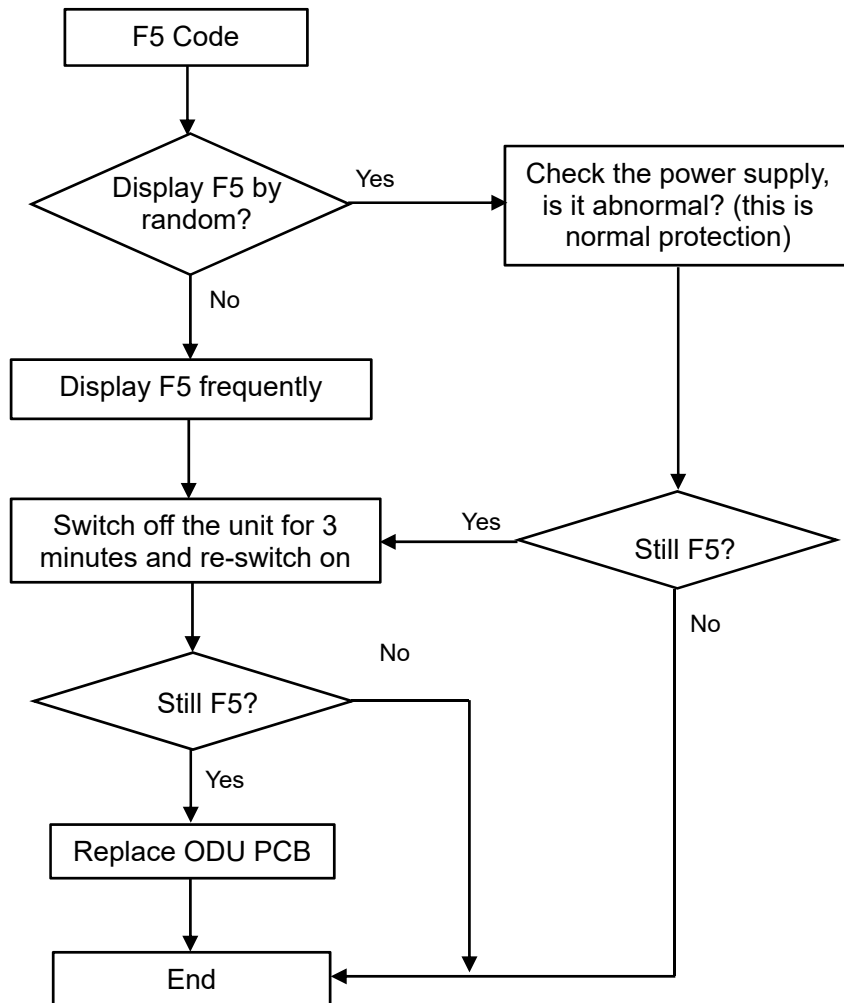 F5 Code
Display F5 by
random?
Yes
Check the power supply,
is it abnormal? (this is
normal protection)
No
Display F5 frequently
Switch off the unit for 3
minutes and re-switch on
Yes
Still F5?
No
No
Still F5?
Yes
Replace ODU PCB
End